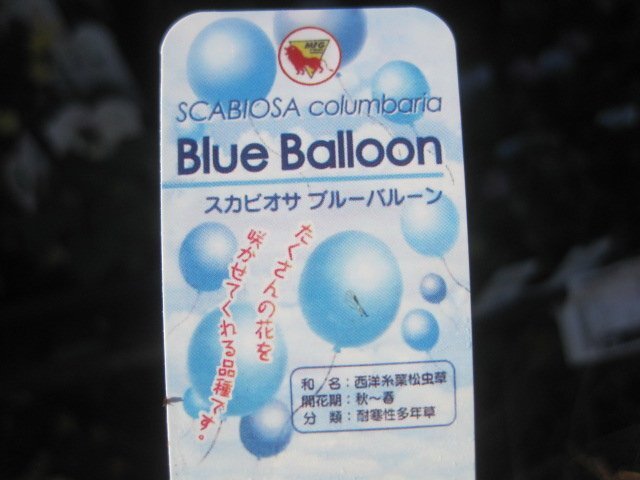 MFG
SCABIOSA columbaria
Blue Balloon
スカビオサ ブルーバルーン
たくさんの花を
咲かせてくれる品種です。
和 名：西洋糸葉松虫草
開花期：秋～春
分 類：耐寒性多年草